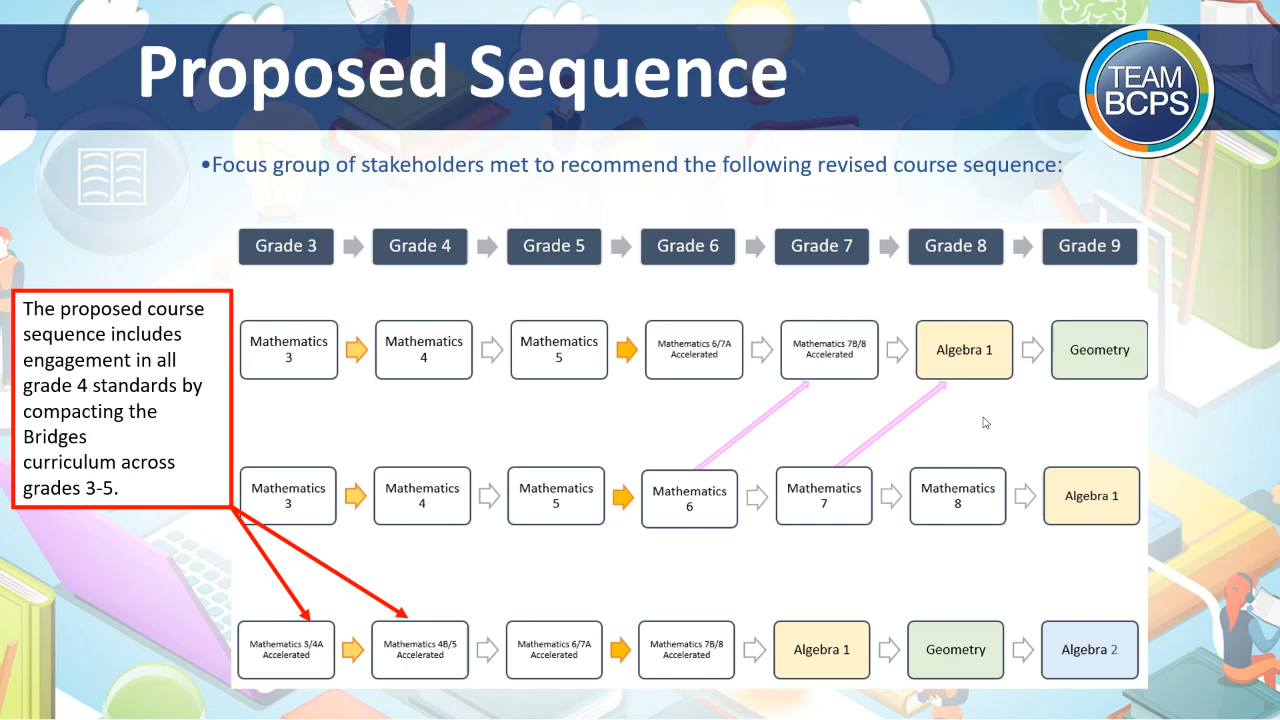 Proposed Sequence
TEAM
BCPS
•Focus group of stakeholders met to recommend the following revised course sequence:
Grade 3
Grade 4
Grade 5
Grade 6
Grade 7
Grade 8
Grade 9
The proposed course
sequence includes
engagement in all
grade 4 standards by
compacting the
Bridges
curriculum across
grades 3-5.
Mathematics
3
Mathematics
4
Mathematics
5
Mathematics 6/7A
Accelerated
Mathematics 7B/8
Accelerated
Algebra 1
Geometry
Mathematics
3
Mathematics
4
Mathematics
5
Mathematics
6
Mathematics
7
Mathematics
8
Algebra 1
Mathematics 3/4A
Accelerated
Mathematics 4B/5
Accelerated
Mathematics 6/7A
Accelerated
Mathematics 7B/8
Accelerated
Algebra 1
Geometry
Algebra 2